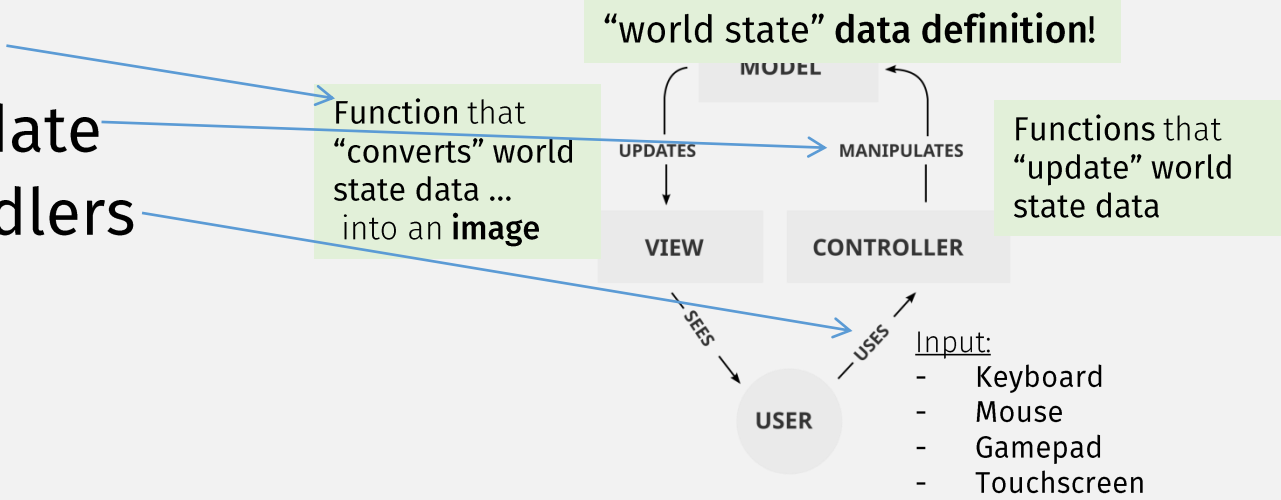 “world state” data definition!
MODEL
Function that
“converts” world
state data ...
into an image
date
dlers
UPDATES
MANIPULATES
Functions that
“update” world
state data
VIEW
CONTROLLER
SEES
USES
USER
Input:
- Keyboard
- Mouse
- Gamepad
- Touchscreen